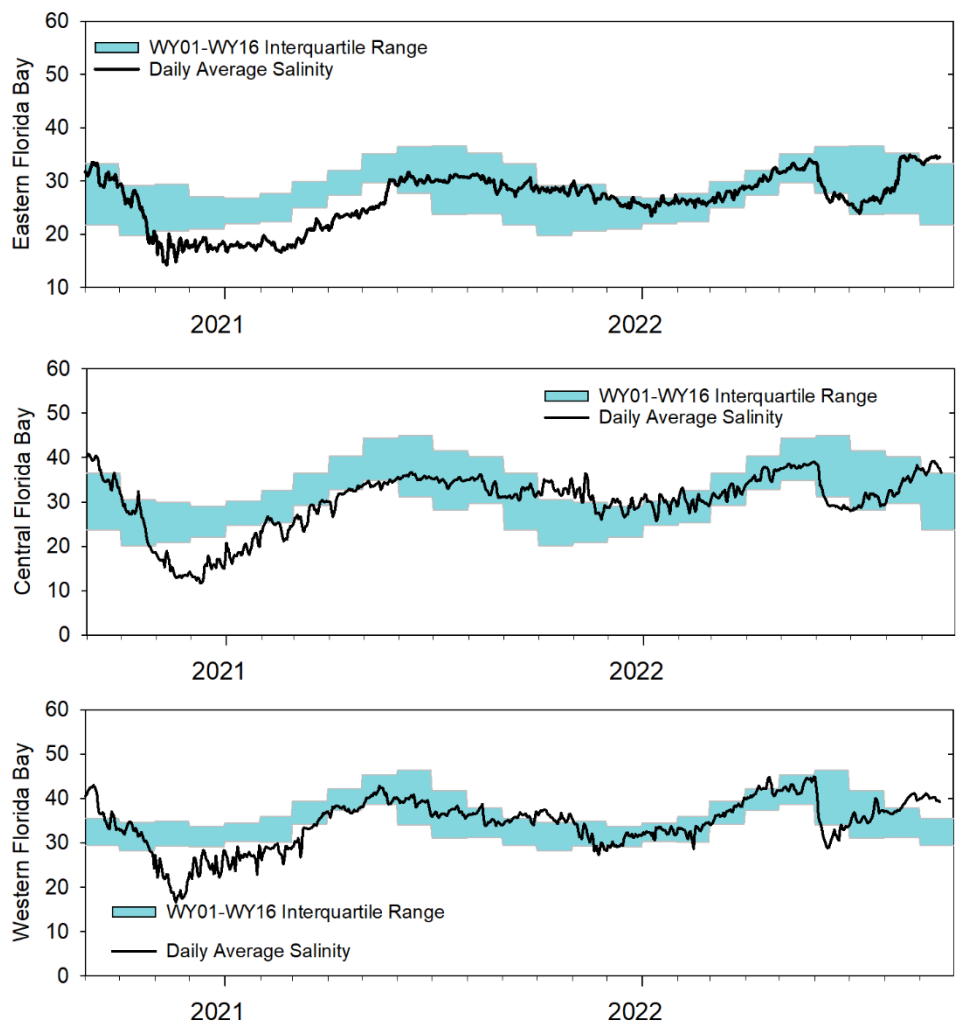 Eastern Florida Bay
60
50
40
30
20
10
WY01-WY16 Interquartile Range
Daily Average Salinity
2021
2022
Central Florida Bay
60
50
40
30
20
10
0
WY01-WY16 Interquartile Range
Daily Average Salinity
2021
2022
Western Florida Bay
60
50
40
30
20
10
0
WY01-WY16 Interquartile Range
Daily Average Salinity
2021
2022